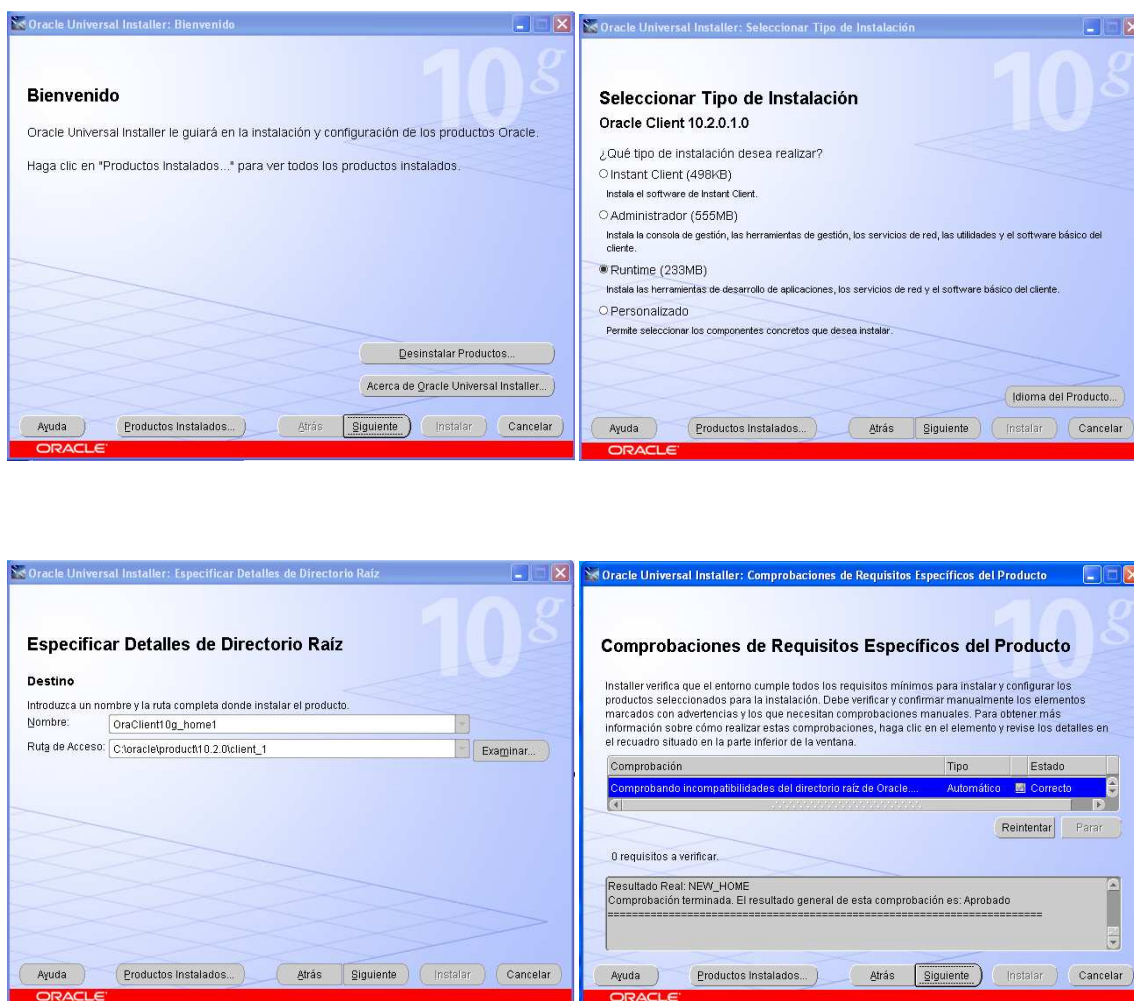 Oracle Universal Installer: Bienvenido
10g
Bienvenido
Oracle Universal Installer le guiará en la instalación y configuración de los productos Oracle.
Haga clic en "Productos Instalados..." para ver todos los productos instalados.
Desinstalar Productos...
Acerca de Oracle Universal Installer...
Ayuda Productos Instalados... Atrás Siguiente Instalar Cancelar
ORACLE
Oracle Universal Installer: Seleccionar Tipo de Instalación
10g
Seleccionar Tipo de Instalación
Oracle Client 10.2.0.1.0
¿Qué tipo de instalación desea realizar?
Instant Client (498KB)
Instala el software de Instant Client.
Administrador (555MB)
Instala la consola de gestión, las herramientas de gestión, los servicios de red, las utilidades y el software básico del
cliente.
Runtime (233MB)
Instala las herramientas de desarrollo de aplicaciones, los servicios de red y el software básico del cliente.
Personalizado
Permite seleccionar los componentes concretos que desea instalar.
Idioma del Producto...
Ayuda Productos Instalados... Atrás Siguiente Instalar Cancelar
ORACLE
Oracle Universal Installer: Especificar Detalles de Directorio Raíz
10g
Especificar Detalles de Directorio Raíz
Destino
Introduzca un nombre y la ruta completa donde instalar el producto.
Nombre: OraClient10g_home1
Ruta de Acceso: C:\oracle\product\10.2.0\client_1 Examinar...
Ayuda Productos Instalados... Atrás Siguiente Instalar Cancelar
ORACLE
Oracle Universal Installer: Comprobaciones de Requisitos Específicos del Producto
10g
Comprobaciones de Requisitos Específicos del Producto
Installer verifica que el entorno cumple todos los requisitos mínimos para instalar y configurar los
productos seleccionados para la instalación. Debe verificar y confirmar manualmente los elementos
marcados con advertencias y los que necesitan comprobaciones manuales. Para obtener más
información sobre cómo realizar estas comprobaciones, haga clic en el elemento y revise los detalles en
el recuadro situado en la parte inferior de la ventana.
Comprobación Tipo Estado
Comprobando incompatibilidades del directorio raíz de Oracle.... Automático Correcto
Reintentar Parar
0 requisitos a verificar.
Resultado Real: NEW_HOME
Comprobación terminada. El resultado general de esta comprobación es: Aprobado
========================================================================
Ayuda Productos Instalados... Atrás Siguiente Instalar Cancelar
ORACLE